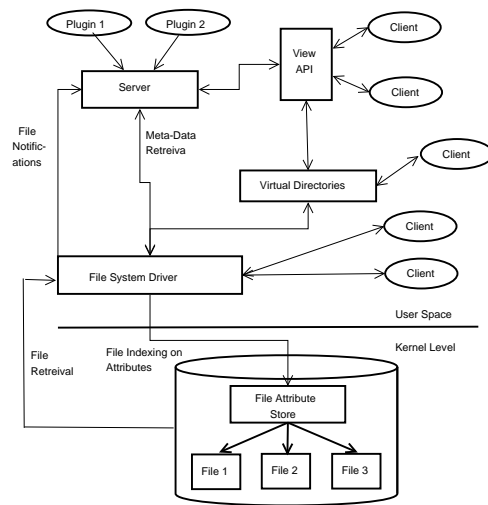 Plugin 1
Plugin 2
Client
View
API
Server
Client
File
Notific-
ations
Meta-Data
Retreiva
Client
Virtual Directories
Client
File System Driver
Client
User Space
File
Retreival
File Indexing on
Attributes
Kernel Level
File Attribute
Store
File 1
File 2
File 3